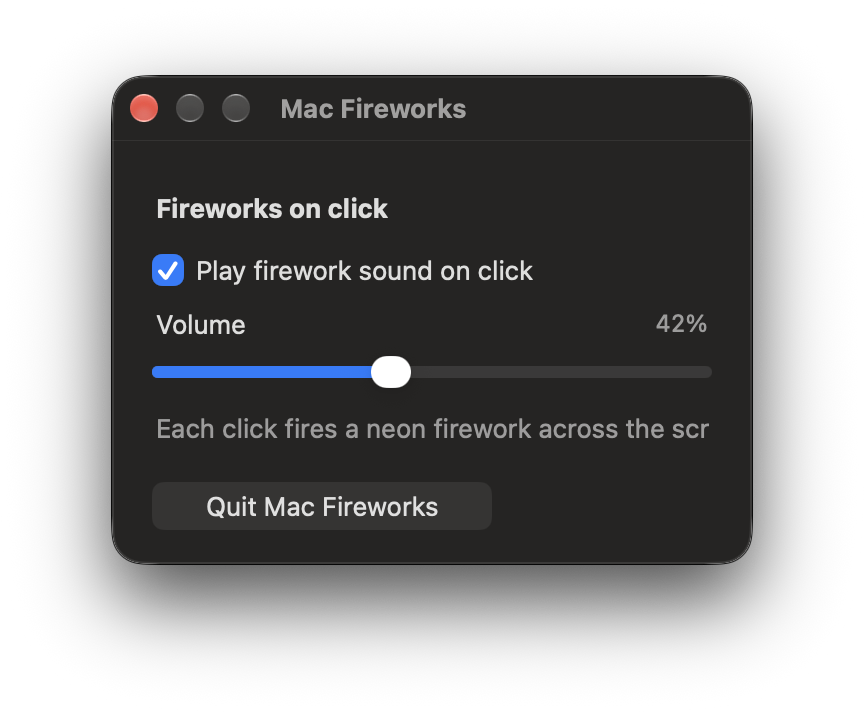 Mac Fireworks
Fireworks on click
Play firework sound on click
Volume 42%
Each click fires a neon firework across the scr
Quit Mac Fireworks